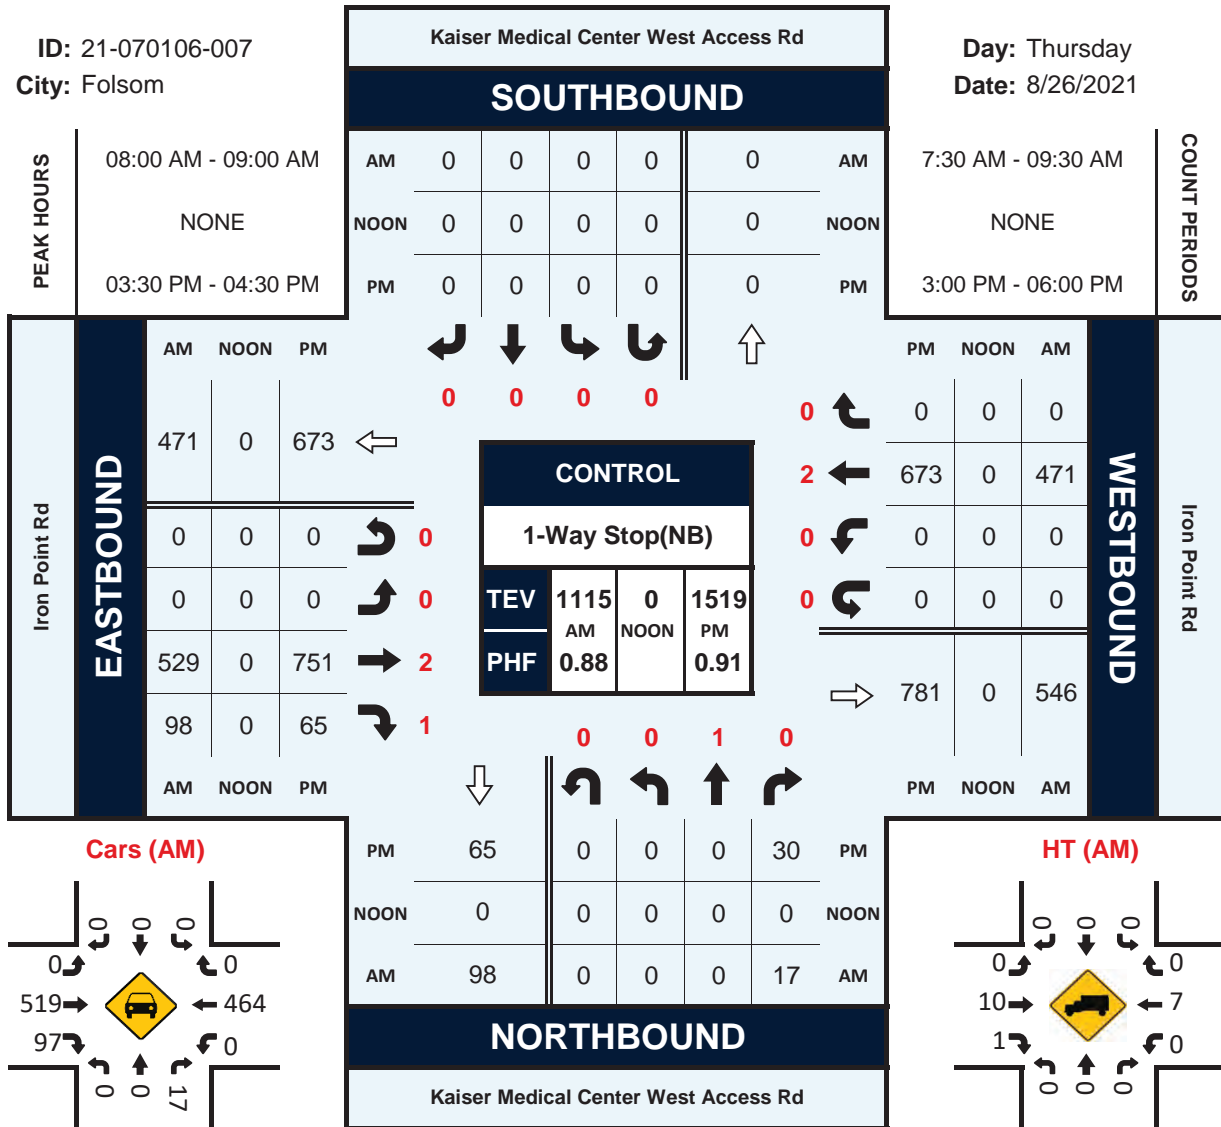 Kaiser Medical Center West Access Rd
ID: 21-070106-007
Day: Thursday
City: Folsom
Date: 8/26/2021
SOUTHBOUND
PEAK HOURS
08:00 AM - 09:00 AM
NONE
03:30 PM - 04:30 PM
AM 0 0 0 0 0 AM
NOON 0 0 0 0 0 NOON
PM 0 0 0 0 0 PM
7:30 AM - 09:30 AM
NONE
3:00 PM - 06:00 PM
COUNT PERIODS
0 0 0 0
Iron Point Rd
EASTBOUND
AM NOON PM
471 0 673
0 0 0 0
0 0 0 0
529 0 751 2
98 0 65 1
AM NOON PM
CONTROL
1-Way Stop(NB)
TEV 1115 0 1519
AM NOON PM
PHF 0.88 0.91
PM NOON AM
0 0 0 0
2 673 0 471
0 0 0 0
0 0 0 0
781 0 546
PM NOON AM
WESTBOUND
Iron Point Rd
0 0 1 0
PM 65 0 0 0 30 PM
NOON 0 0 0 0 0 NOON
AM 98 0 0 0 17 AM
NORTHBOUND
Kaiser Medical Center West Access Rd
Cars (AM)
0 0 0
0 0
519 464
97 0
0 0 17
HT (AM)
0 0 0
0 0
10 7
1 0
0 0 0